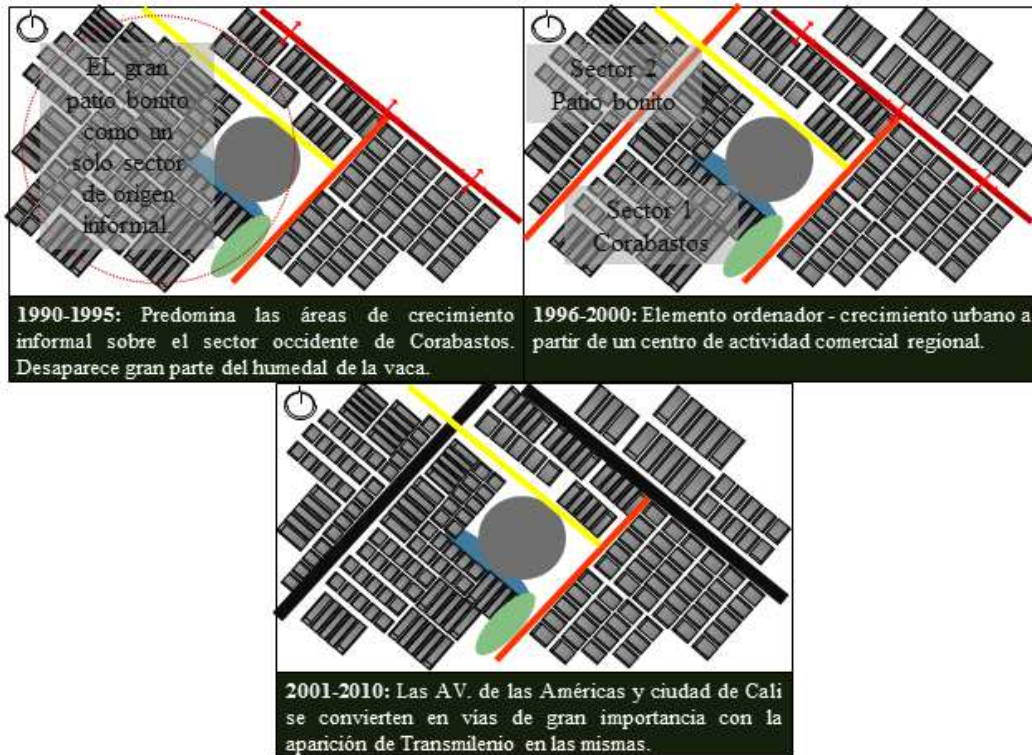 EL gran
patio bonito
como un
solo sector
de origen
informal.
1990-1995: Predomina las áreas de crecimiento
informal sobre el sector occidente de Corabastos.
Desaparece gran parte del humedal de la vaca.
Sector 2
Patio bonito
Sector 1
Corabastos
1996-2000: Elemento ordenador - crecimiento urbano a
partir de un centro de actividad comercial regional.
2001-2010: Las AV. de las Américas y ciudad de Cali
se convierten en vías de gran importancia con la
aparición de Transmilenio en las mismas.